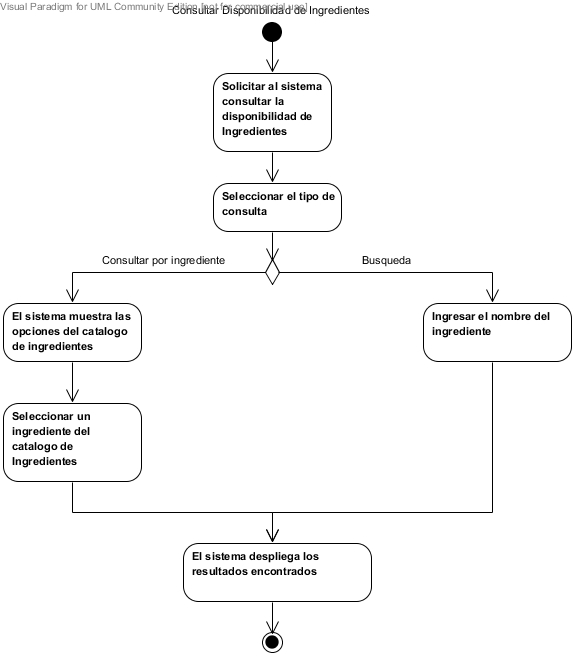 Visual Paradigm for UML Community Edition [not for commercial use]
Consultar Disponibilidad de Ingredientes
Solicitar al sistema
consultar la
disponibilidad de
Ingredientes
Seleccionar el tipo de
consulta
Consultar por ingrediente
Busqueda
El sistema muestra las
opciones del catalogo
de ingredientes
Ingresar el nombre del
ingrediente
Seleccionar un
ingrediente del
catalogo de
Ingredientes
El sistema despliega los
resultados encontrados